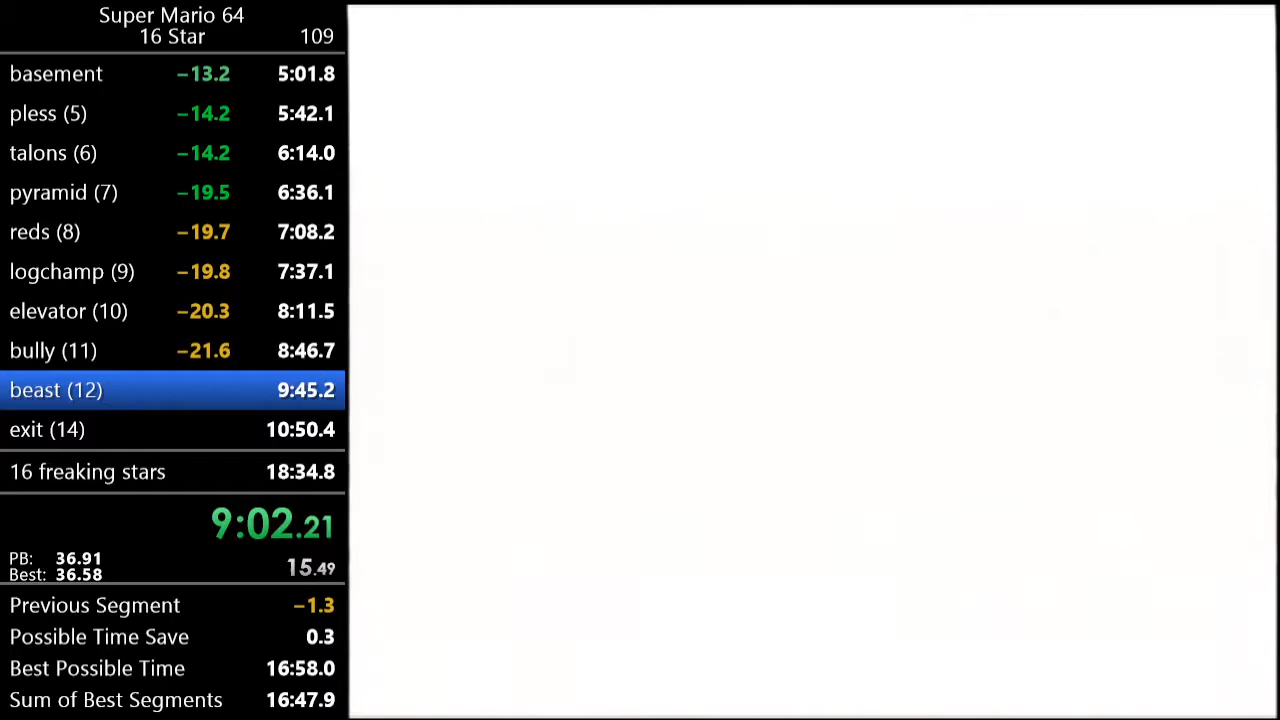 Super Mario 64
16 Star 109
basement −13.2 5:01.8
pless (5) −14.2 5:42.1
talons (6) −14.2 6:14.0
pyramid (7) −19.5 6:36.1
reds (8) −19.7 7:08.2
logchamp (9) −19.8 7:37.1
elevator (10) −20.3 8:11.5
bully (11) −21.6 8:46.7
beast (12) 9:45.2
exit (14) 10:50.4
16 freaking stars 18:34.8
9:02.21
PB: 36.91
Best: 36.58 15.49
Previous Segment −1.3
Possible Time Save 0.3
Best Possible Time 16:58.0
Sum of Best Segments 16:47.9